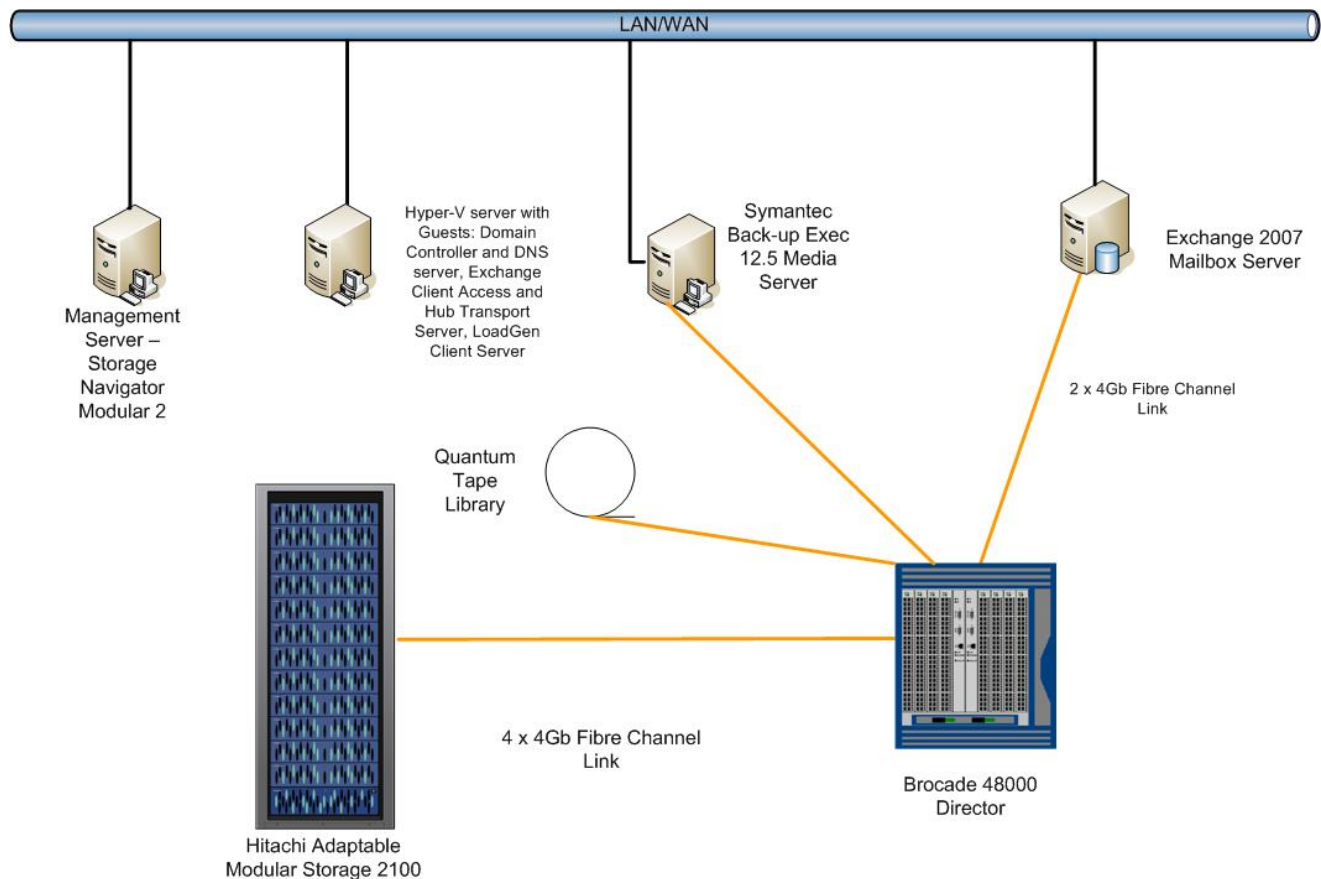 LAN/WAN
Management
Server –
Storage
Navigator
Modular 2
Hyper-V server with
Guests: Domain
Controller and DNS
server, Exchange
Client Access and
Hub Transport
Server, LoadGen
Client Server
Symantec
Back-up Exec
12.5 Media
Server
Exchange 2007
Mailbox Server
2 x 4Gb Fibre Channel
Link
Quantum
Tape
Library
4 x 4Gb Fibre Channel
Link
Brocade 48000
Director
Hitachi Adaptable
Modular Storage 2100